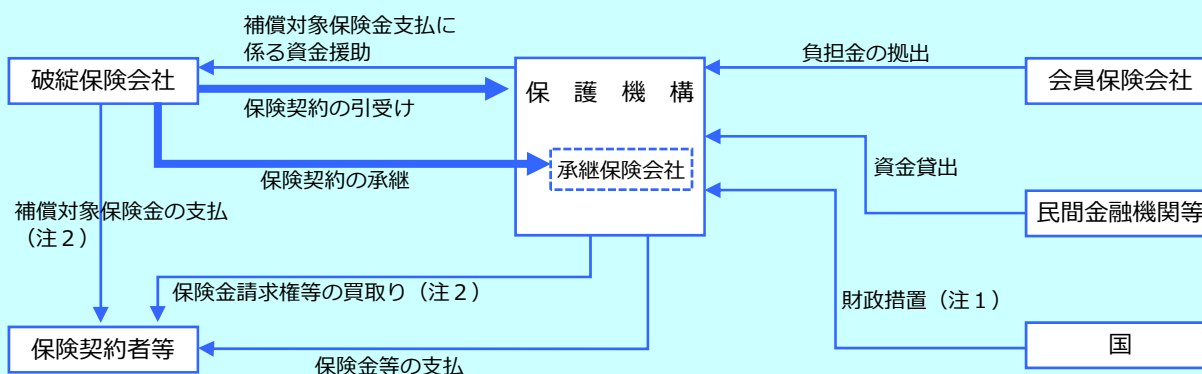 補償対象保険金支払に
係る資金援助
負担金の拠出
破綻保険会社
保護機構
会員保険会社
保険契約の引受け
承継保険会社
資金貸出
保険契約の承継
補償対象保険金の支払
(注2)
民間金融機関等
保険金請求権等の買取り(注2)
財政措置(注1)
保険契約者等
国
保険金等の支払